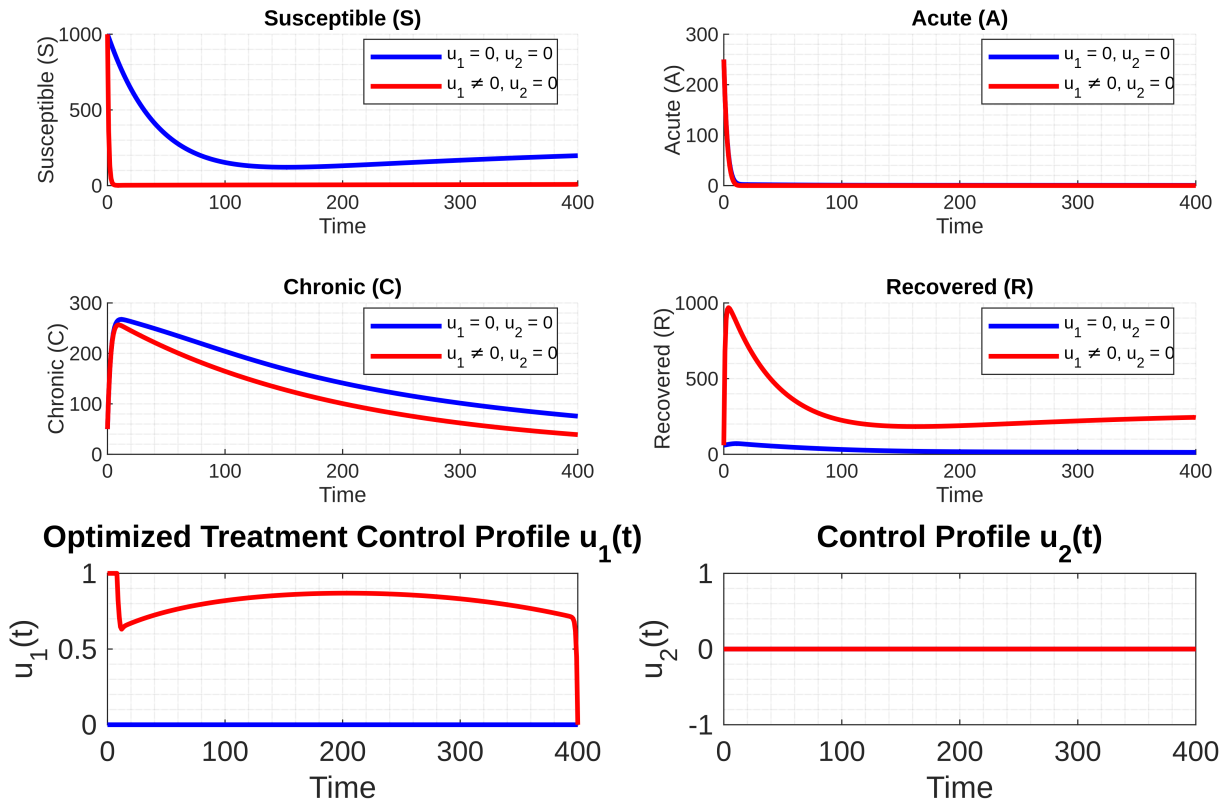 Susceptible (S)
Susceptible (S)
1000
500
0
0
100
200
300
400
Time
u1 = 0, u2 = 0
u1 ≠ 0, u2 = 0
Acute (A)
Acute (A)
300
200
100
0
0
100
200
300
400
Time
u1 = 0, u2 = 0
u1 ≠ 0, u2 = 0
Chronic (C)
Chronic (C)
300
200
100
0
0
100
200
300
400
Time
u1 = 0, u2 = 0
u1 ≠ 0, u2 = 0
Recovered (R)
Recovered (R)
1000
500
0
0
100
200
300
400
Time
u1 = 0, u2 = 0
u1 ≠ 0, u2 = 0
Optimized Treatment Control Profile u1(t)
u1(t)
1
0.5
0
0
100
200
300
400
Time
Control Profile u2(t)
u2(t)
1
0
-1
0
100
200
300
400
Time